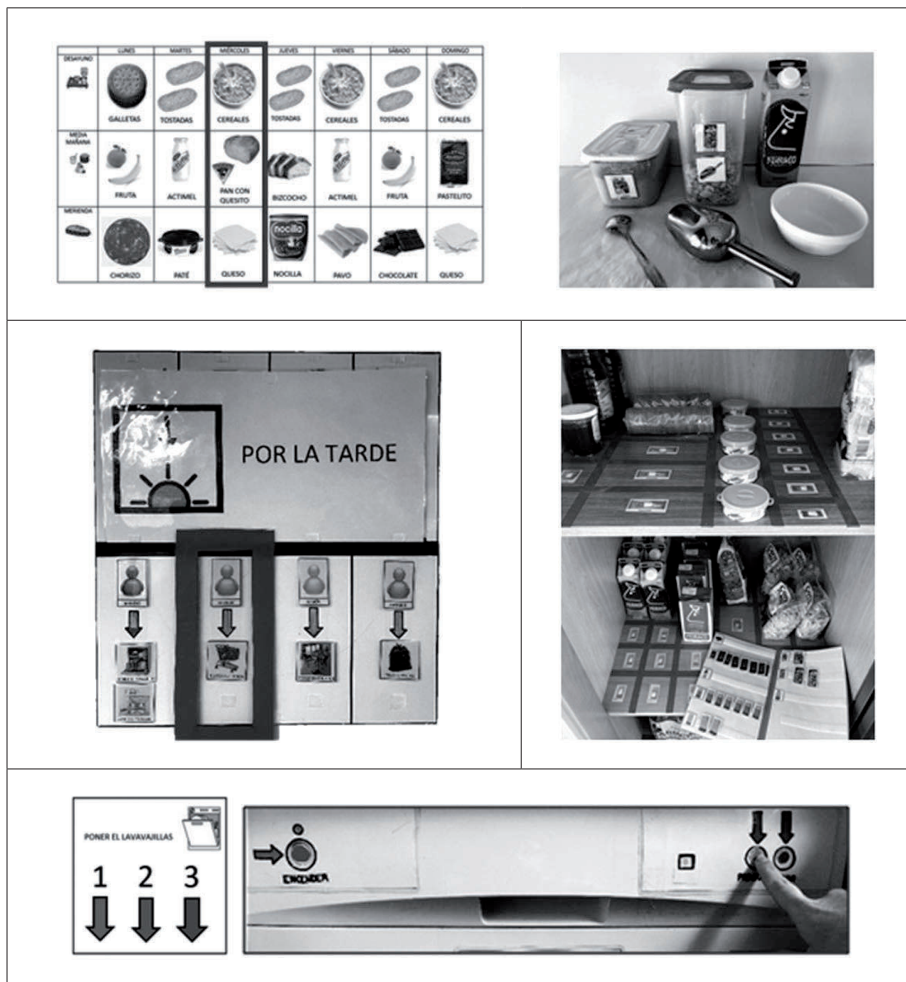 LUNES MARTES MIÉRCOLES JUEVES VIERNES SÁBADO DOMINGO
DESAYUNO
GALLETAS TOSTADAS CEREALES TOSTADAS CEREALES TOSTADAS CEREALES
MEDIA
MAÑANA
FRUTA ACTIMEL PAN CON QUESITO BIZCOCHO ACTIMEL FRUTA PASTELITO
MERIENDA
nocilla
CHORIZO PATÉ QUESO NOCILLA PAVO CHOCOLATE QUESO
POR LA TARDE
PONER EL LAVAVAJILLAS
1 2 3
ENCENDER